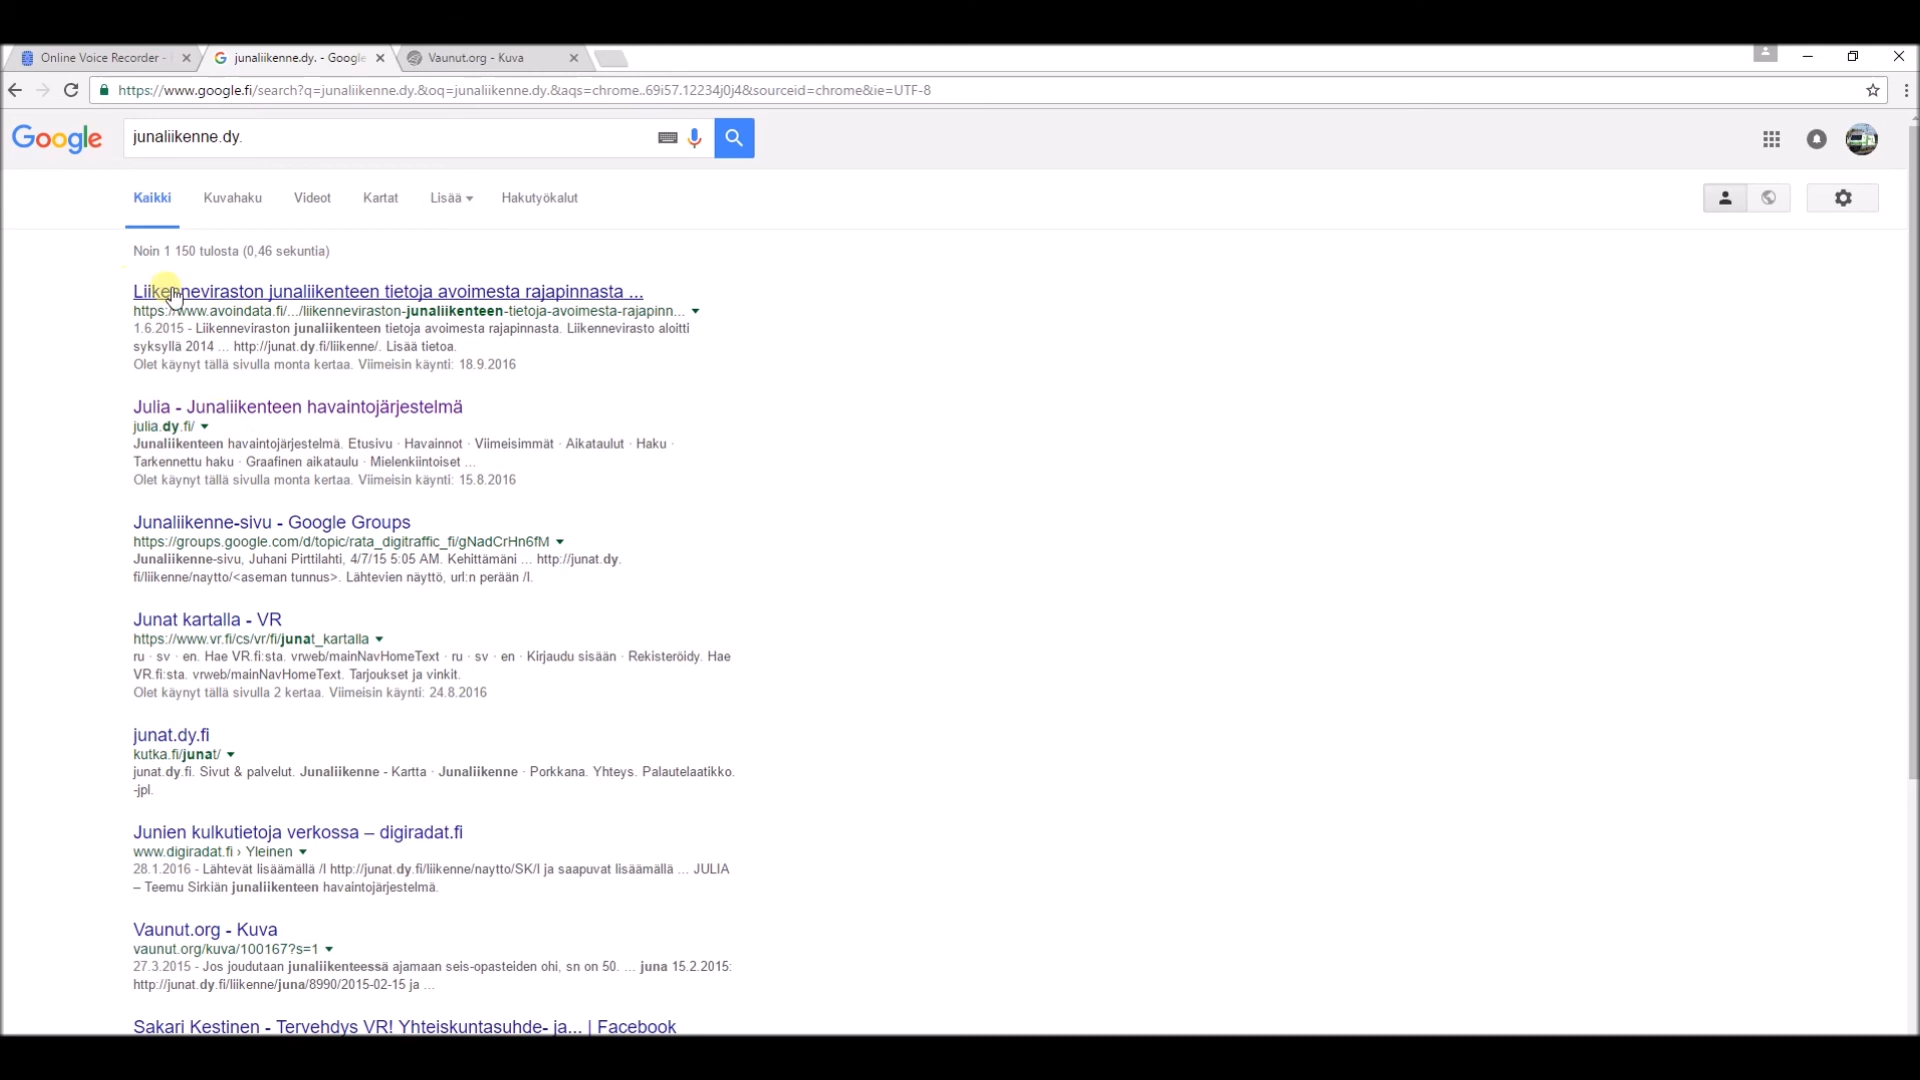 Online Voice Recorder -
junaliikenne.dy. - Google
Vaunut.org - Kuva
https://www.google.fi/search?q=junaliikenne.dy.&oq=junaliikenne.dy.&aqs=chrome..69i57.12234j0j4&sourceid=chrome&ie=UTF-8
Google
junaliikenne.dy.
Kaikki Kuvahaku Videot Kartat Lisää Hakutyökalut
Noin 1 150 tulosta (0,46 sekuntia)
Liikenneviraston junaliikenteen tietoja avoimesta rajapinnasta ...
https://www.avoindata.fi/.../liikenneviraston-junaliikenteen-tietoja-avoimesta-rajapinn...
1.6.2015 - Liikenneviraston junaliikenteen tietoja avoimesta rajapinnasta. Liikennevirasto aloitti
syksyllä 2014 ... http://junat.dy.fi/liikenne/. Lisää tietoa.
Olet käynyt tällä sivulla monta kertaa. Viimeisin käynti: 18.9.2016
Julia - Junaliikenteen havaintojärjestelmä
julia.dy.fi/
Junaliikenteen havaintojärjestelmä. Etusivu · Havainnot · Viimeisimmät · Aikataulut · Haku ·
Tarkennettu haku · Graafinen aikataulu · Mielenkiintoiset ...
Olet käynyt tällä sivulla monta kertaa. Viimeisin käynti: 15.8.2016
Junaliikenne-sivu - Google Groups
https://groups.google.com/d/topic/rata_digitraffic_fi/gNadCrHn6fM
Junaliikenne-sivu, Juhani Pirttilahti, 4/7/15 5:05 AM. Kehittämäni ... http://junat.dy.
fi/liikenne/naytto/<aseman tunnus>. Lähtevien näyttö, url:n perään /l.
Junat kartalla - VR
https://www.vr.fi/cs/vr/fi/junat_kartalla
ru · sv · en. Hae VR.fi:sta. vrweb/mainNavHomeText · ru · sv · en · Kirjaudu sisään · Rekisteröidy. Hae
VR.fi:sta. vrweb/mainNavHomeText. Tarjoukset ja vinkit.
Olet käynyt tällä sivulla 2 kertaa. Viimeisin käynti: 24.8.2016
junat.dy.fi
kutka.fi/junat/
junat.dy.fi. Sivut & palvelut. Junaliikenne - Kartta · Junaliikenne · Porkkana. Yhteys. Palautelaatikko.
-jpl.
Junien kulkutietoja verkossa – digiradat.fi
www.digiradat.fi › Yleinen
28.1.2016 - Lähtevät lisäämällä /l http://junat.dy.fi/liikenne/naytto/SK/l ja saapuvat lisäämällä ... JULIA
– Teemu Sirkiän junaliikenteen havaintojärjestelmä.
Vaunut.org - Kuva
vaunut.org/kuva/100167?s=1
27.3.2015 - Jos joudutaan junaliikenteessä ajamaan seis-opasteiden ohi, sn on 50. ... juna 15.2.2015:
http://junat.dy.fi/liikenne/juna/8990/2015-02-15 ja ...
Sakari Kestinen - Tervehdys VR! Yhteiskuntasuhde- ja... | Facebook